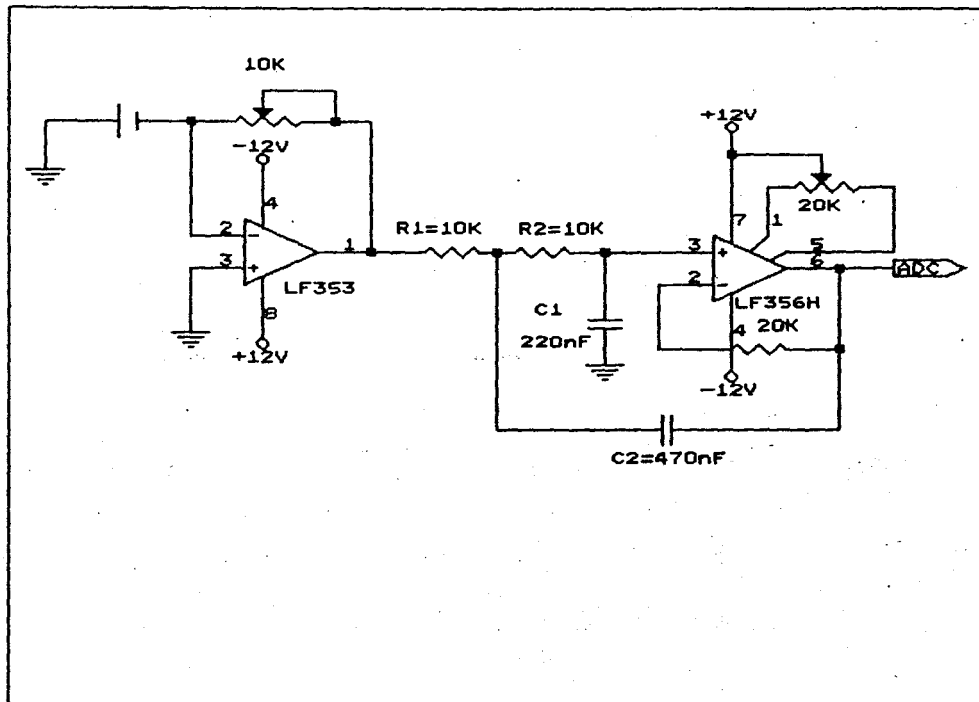 10K
-12V
4
2
3
1
8
+12V
LF353
R1=10K
R2=10K
C1
220nF
+12V
7
1
20K
5
6
3
2
ADC
LF356H
4
20K
-12V
C2=470nF